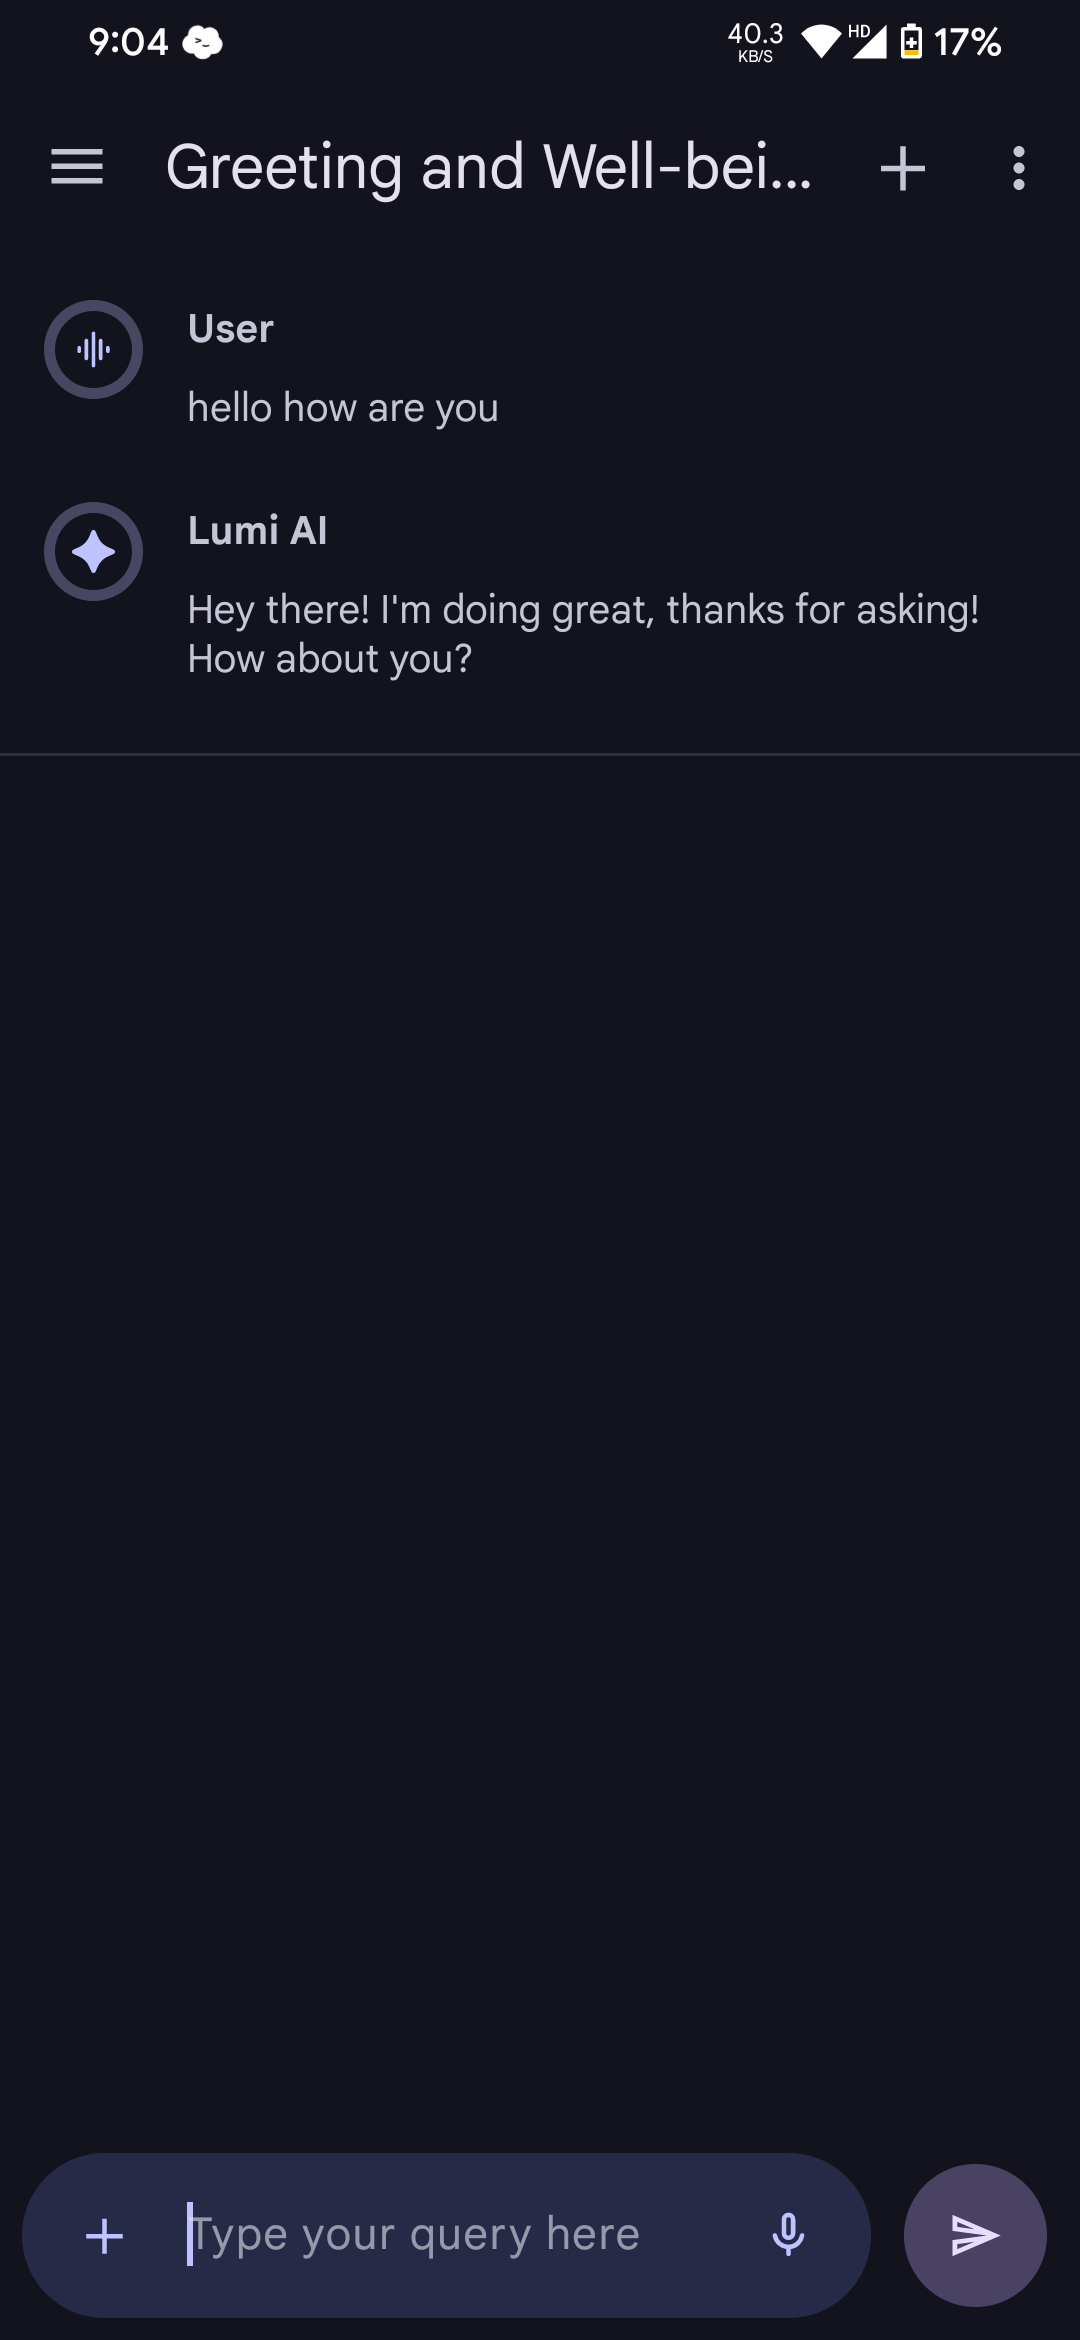 9:04
40.3
KB/S
HD
17%
Greeting and Well-bei...
User
hello how are you
Lumi AI
Hey there! I'm doing great, thanks for asking!
How about you?
Type your query here